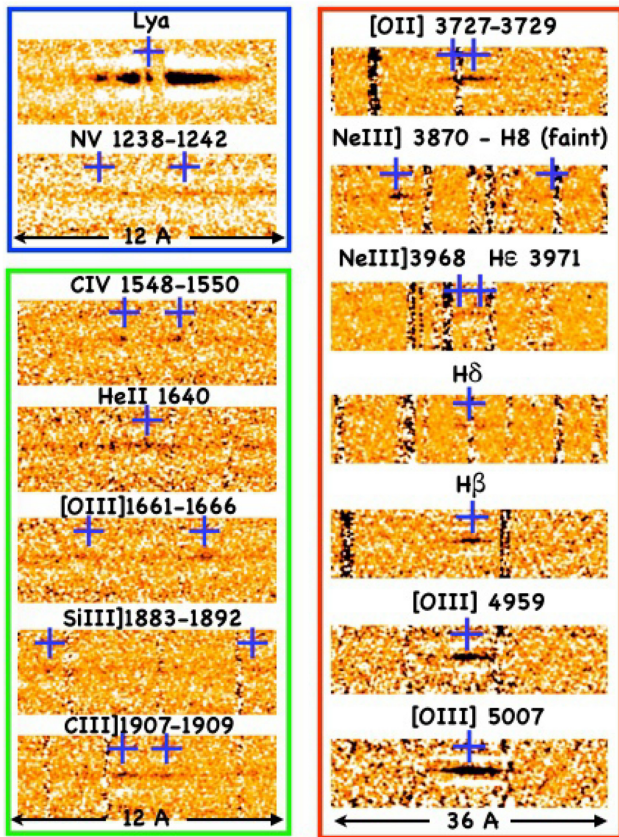 Lya
NV 1238-1242
12 A
CIV 1548-1550
HeII 1640
[OIII]1661-1666
SiIII]1883-1892
CIII]1907-1909
12 A
[OII] 3727-3729
NeIII] 3870 - H8 (faint)
NeIII]3968 Hε 3971
Hδ
Hβ
[OIII] 4959
[OIII] 5007
36 A